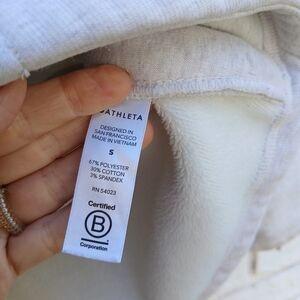 ATHLETA
DESIGNED IN
SAN FRANCISCO
MADE IN VIETNAM
S
67% POLYESTER
30% COTTON
3% SPANDEX
RN 54023
Certified
B
Corporation